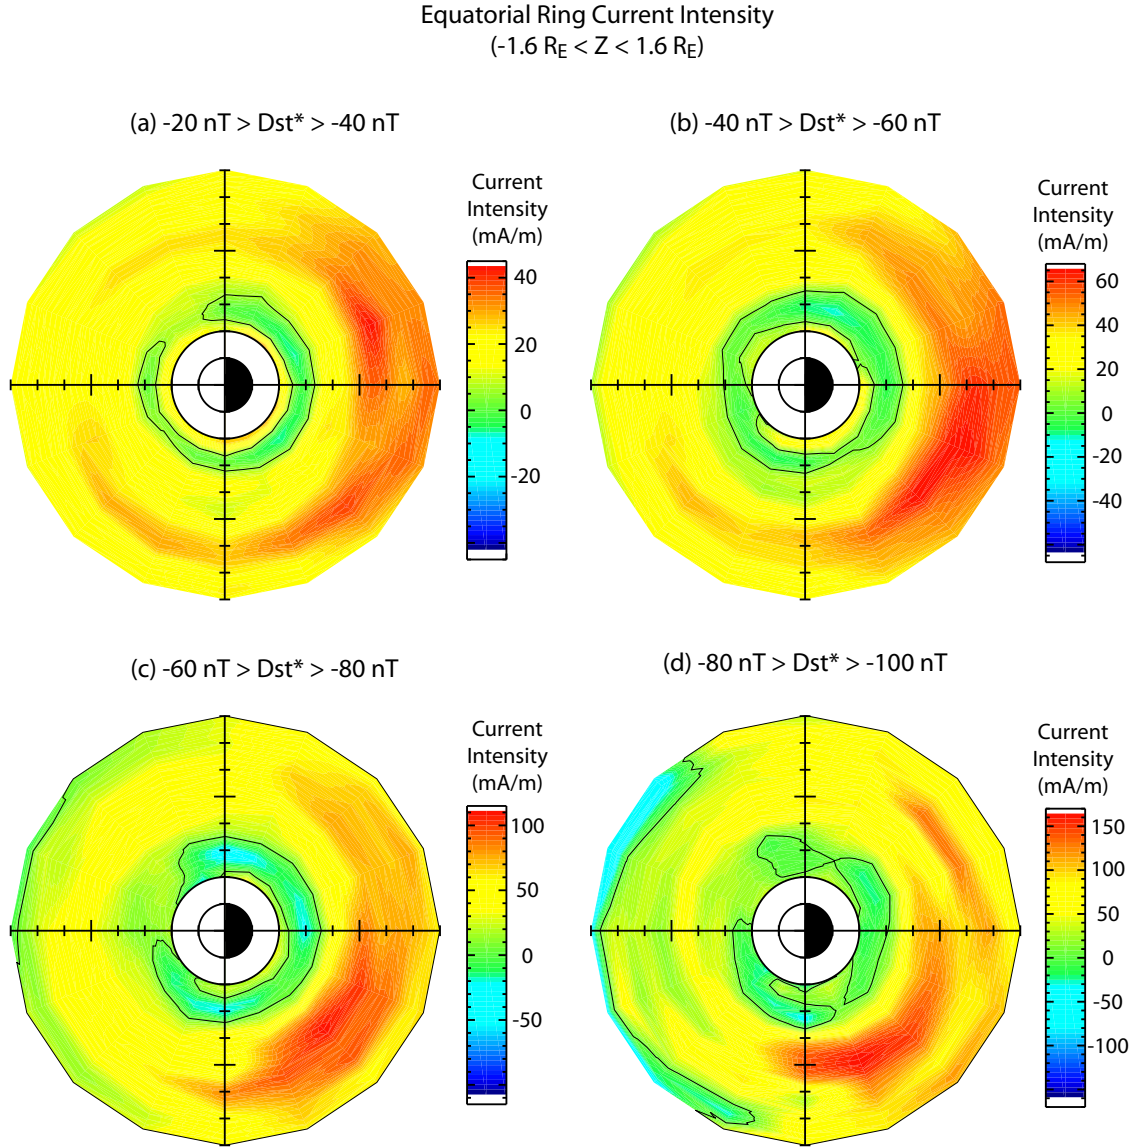 Equatorial Ring Current Intensity
(-1.6 R_E < Z < 1.6 R_E)
(a) -20 nT > Dst* > -40 nT
Current
Intensity
(mA/m)
40
20
0
-20
(b) -40 nT > Dst* > -60 nT
Current
Intensity
(mA/m)
60
40
20
0
-20
-40
(c) -60 nT > Dst* > -80 nT
Current
Intensity
(mA/m)
100
50
0
-50
(d) -80 nT > Dst* > -100 nT
Current
Intensity
(mA/m)
150
100
50
0
-50
-100